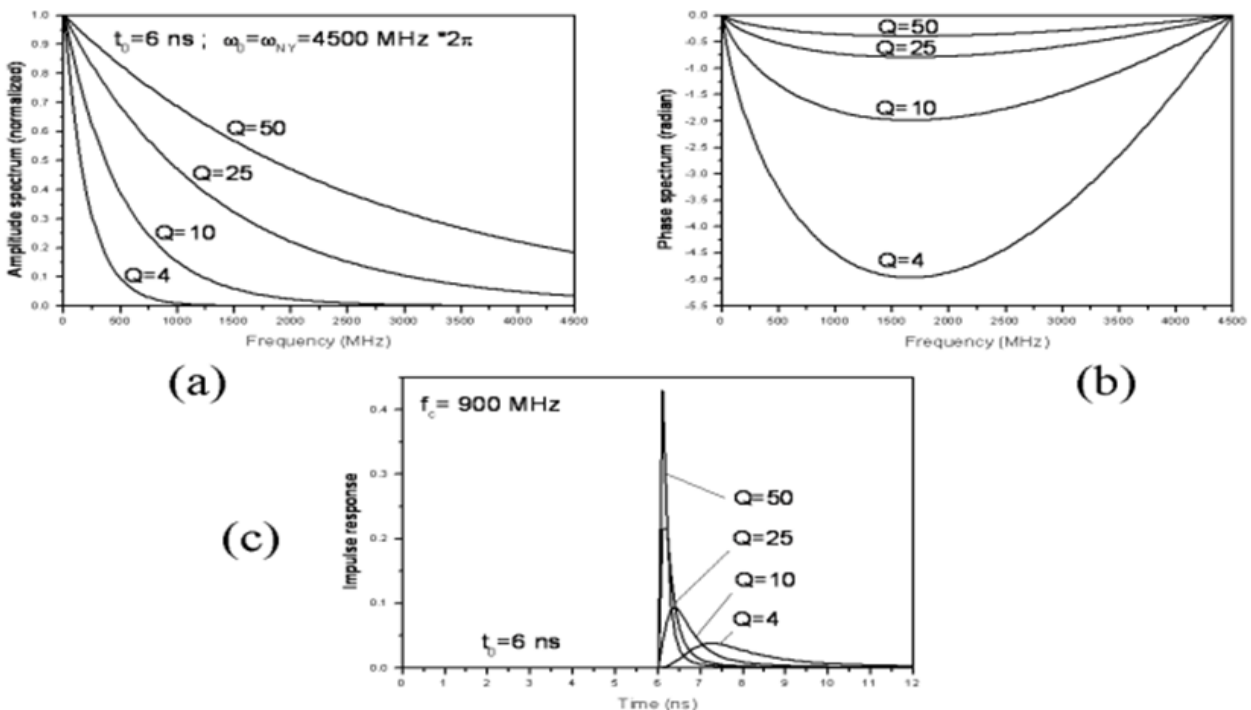 1.0
0.9
0.8
0.7
0.6
0.5
0.4
0.3
0.2
0.1
0.0
Amplitude spectrum (normalized)
t0=6 ns ; ω0=ωNY=4500 MHz *2π
Q=50
Q=25
Q=10
Q=4
0 500 1000 1500 2000 2500 3000 3500 4000 4500
Frequency (MHz)
(a)
0.0
-0.5
-1.0
-1.5
-2.0
-2.5
-3.0
-3.5
-4.0
-4.5
-5.0
-5.5
Phase spectrum (radian)
Q=50
Q=25
Q=10
Q=4
0 500 1000 1500 2000 2500 3000 3500 4000 4500
Frequency (MHz)
(b)
(c)
0.4
0.3
0.2
0.1
0.0
Impulse response
fc= 900 MHz
Q=50
Q=25
Q=10
Q=4
t0=6 ns
0 1 2 3 4 5 6 7 8 9 10 11 12
Time (ns)